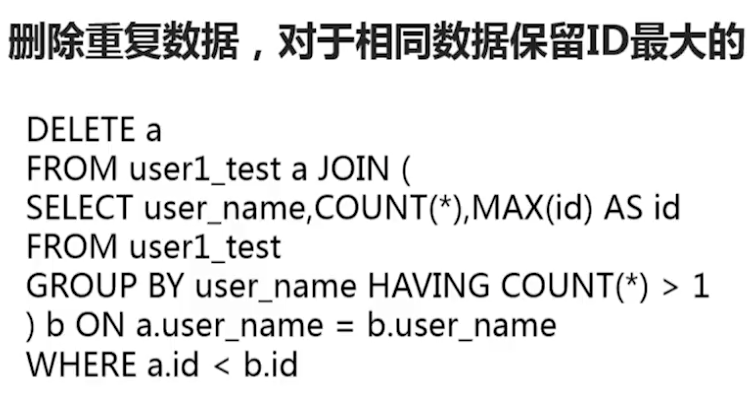 删除重复数据，对于相同数据保留ID最大的
DELETE a
FROM user1_test a JOIN (
SELECT user_name,COUNT(*),MAX(id) AS id
FROM user1_test
GROUP BY user_name HAVING COUNT(*) > 1
) b ON a.user_name = b.user_name
WHERE a.id < b.id